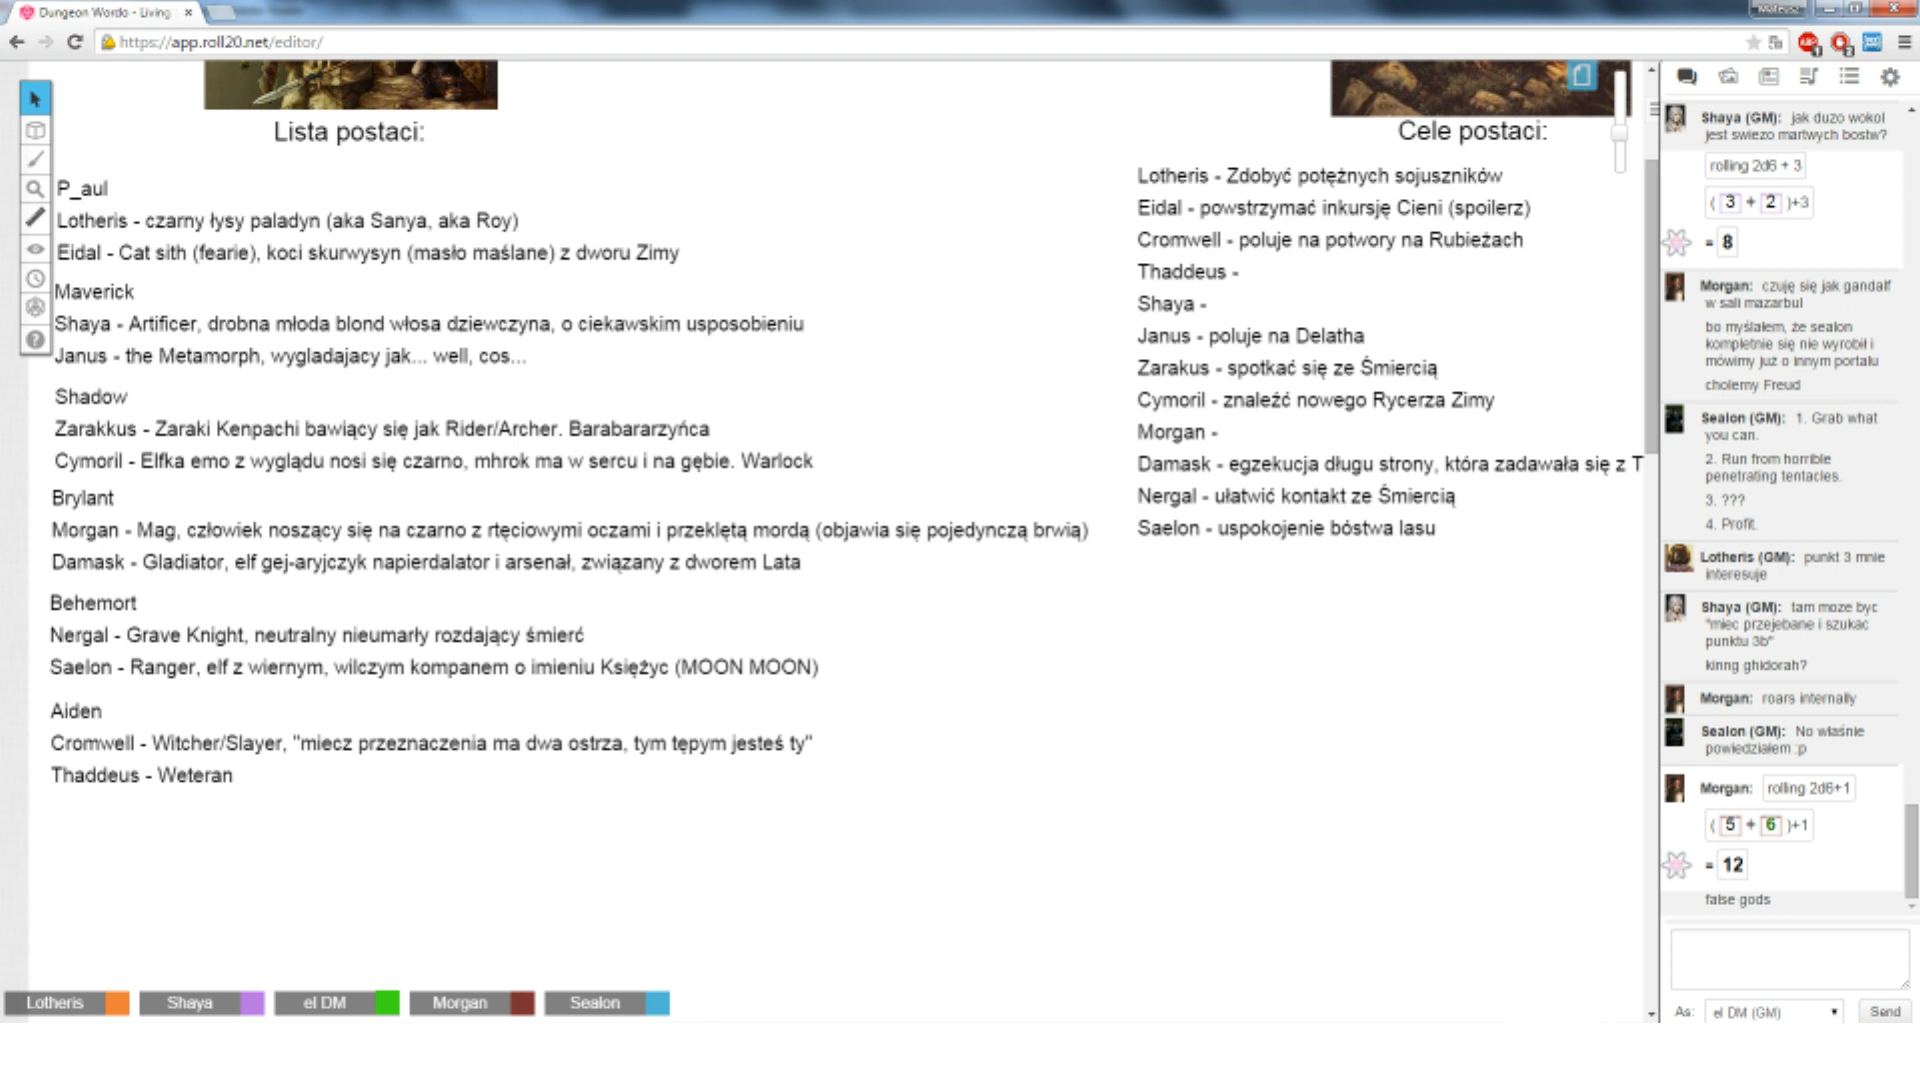 Dungeon Wordo - Living
Mateusz
https://app.roll20.net/editor/
Lista postaci:
P_aul
Lotheris - czarny łysy paladyn (aka Sanya, aka Roy)
Eidal - Cat sith (fearie), koci skurwysyn (masło maślane) z dworu Zimy
Maverick
Shaya - Artificer, drobna młoda blond włosa dziewczyna, o ciekawskim usposobieniu
Janus - the Metamorph, wygladajacy jak... well, cos...
Shadow
Zarakkus - Zaraki Kenpachi bawiący się jak Rider/Archer. Barabararzyńca
Cymoril - Elfka emo z wyglądu nosi się czarno, mhrok ma w sercu i na gębie. Warlock
Brylant
Morgan - Mag, człowiek noszący się na czarno z rtęciowymi oczami i przeklętą mordą (objawia się pojedynczą brwią)
Damask - Gladiator, elf gej-aryjczyk napierdalator i arsenał, związany z dworem Lata
Behemort
Nergal - Grave Knight, neutralny nieumarły rozdający śmierć
Saelon - Ranger, elf z wiernym, wilczym kompanem o imieniu Księżyc (MOON MOON)
Aiden
Cromwell - Witcher/Slayer, "miecz przeznaczenia ma dwa ostrza, tym tępym jesteś ty"
Thaddeus - Weteran
Cele postaci:
Lotheris - Zdobyć potężnych sojuszników
Eidal - powstrzymać inkursję Cieni (spoilerz)
Cromwell - poluje na potwory na Rubieżach
Thaddeus -
Shaya -
Janus - poluje na Delatha
Zarakus - spotkać się ze Śmiercią
Cymoril - znaleźć nowego Rycerza Zimy
Morgan -
Damask - egzekucja długu strony, która zadawała się z T
Nergal - ułatwić kontakt ze Śmiercią
Saelon - uspokojenie bóstwa lasu
Shaya (GM): jak duzo wokol
jest swiezo martwych bostw?
rolling 2d6 + 3
( 3 + 2 )+3
= 8
Morgan: czuję się jak gandalf
w sali mazarbul
bo myślałem, że sealon
kompletnie się nie wyrobił i
mówimy już o innym portalu
cholerny Freud
Sealon (GM): 1. Grab what
you can.
2. Run from horrible
penetrating tentacles.
3. ???
4. Profit.
Lotheris (GM): punkt 3 mnie
interesuje
Shaya (GM): tam moze byc
"miec przejebane i szukac
punktu 3b"
kinng ghidorah?
Morgan: roars internally
Sealon (GM): No właśnie
powiedziałem :p
Morgan: rolling 2d6+1
( 5 + 6 )+1
= 12
false gods
As: el DM (GM)
Send
Lotheris
Shaya
el DM
Morgan
Sealon